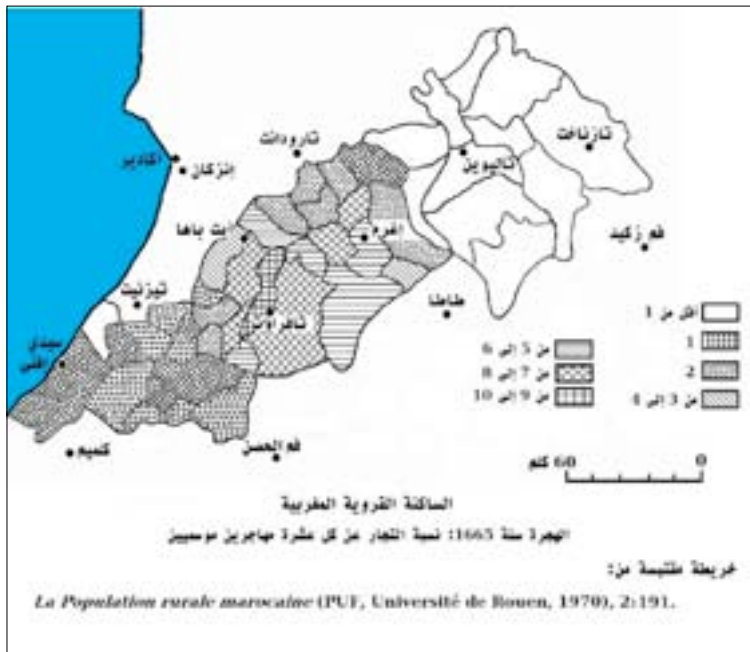 تازناخت
تارودانت
تاليوين
أكادير
إنزكان
أيت باها
إغرم
فم زكيد
تيزنيت
طاطا
تافراوت
سيدي
إفني
أقل من 1
1
2
من 3 إلى 4
من 5 إلى 6
من 7 إلى 8
من 9 إلى 10
كلميم
فم الحسن
60 كلم
0
الساكنة القروية المغربية
الهجرة سنة 1665: نسبة التجار عن كل عشرة مهاجرين موسميين
خريطة مقتبسة من:
La Population rurale marocaine (PUF, Université de Rouen, 1970), 2:191.